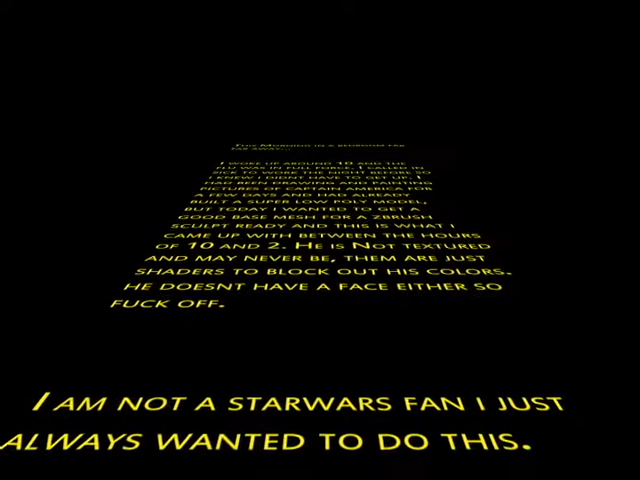 This Morning in a bedroom far
far away...
I woke up around 10 and the
flu was in full force. I called in
sick to work the night before so
I knew i didnt have to get up. I
had been drawing and painting
pictures of Captain America for
a few days and had already
built a super low poly model,
but today I wanted to get a
good base mesh for a zbrush
sculpt ready and this is what i
came up with between the hours
of 10 and 2. He is Not textured
and may never be, them are just
shaders to block out his colors.
he doesnt have a face either so
fuck off.
I am not a starwars fan i just
always wanted to do this.